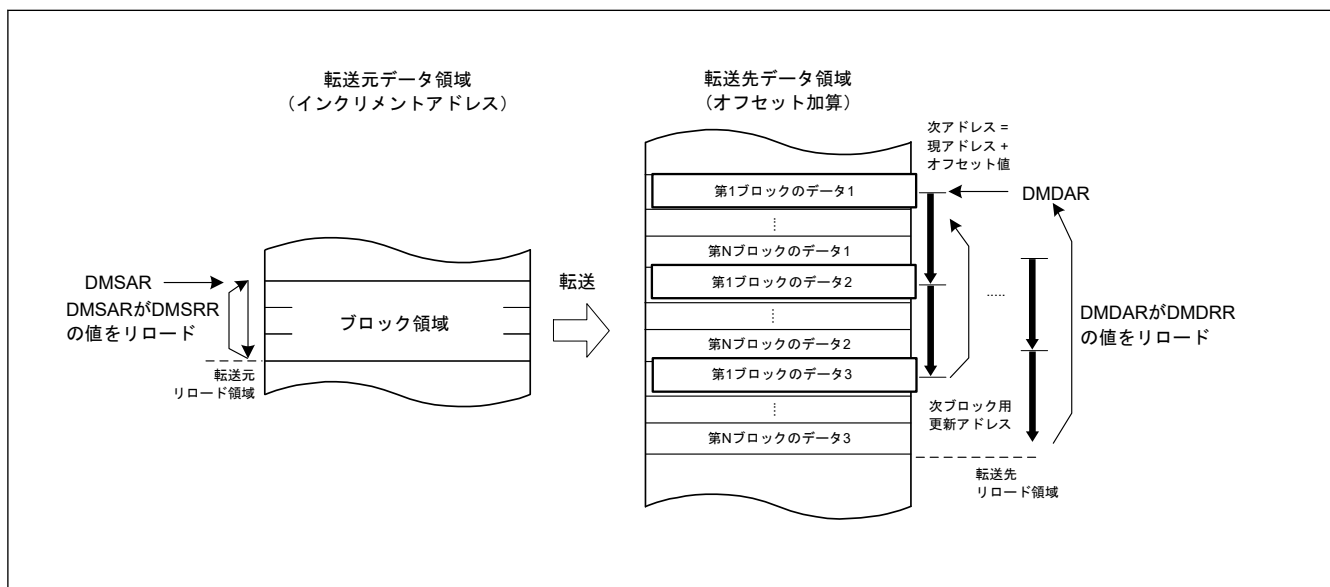 転送元データ領域
（インクリメントアドレス）
DMSAR
DMSARがDMSRR
の値をリロード
ブロック領域
転送元
リロード領域
転送
転送先データ領域
（オフセット加算）
次アドレス =
現アドレス +
オフセット値
第1ブロックのデータ1
DMDAR
第Nブロックのデータ1
第1ブロックのデータ2
.....
DMDARがDMDRR
の値をリロード
第Nブロックのデータ2
第1ブロックのデータ3
次ブロック用
更新アドレス
第Nブロックのデータ3
転送先
リロード領域